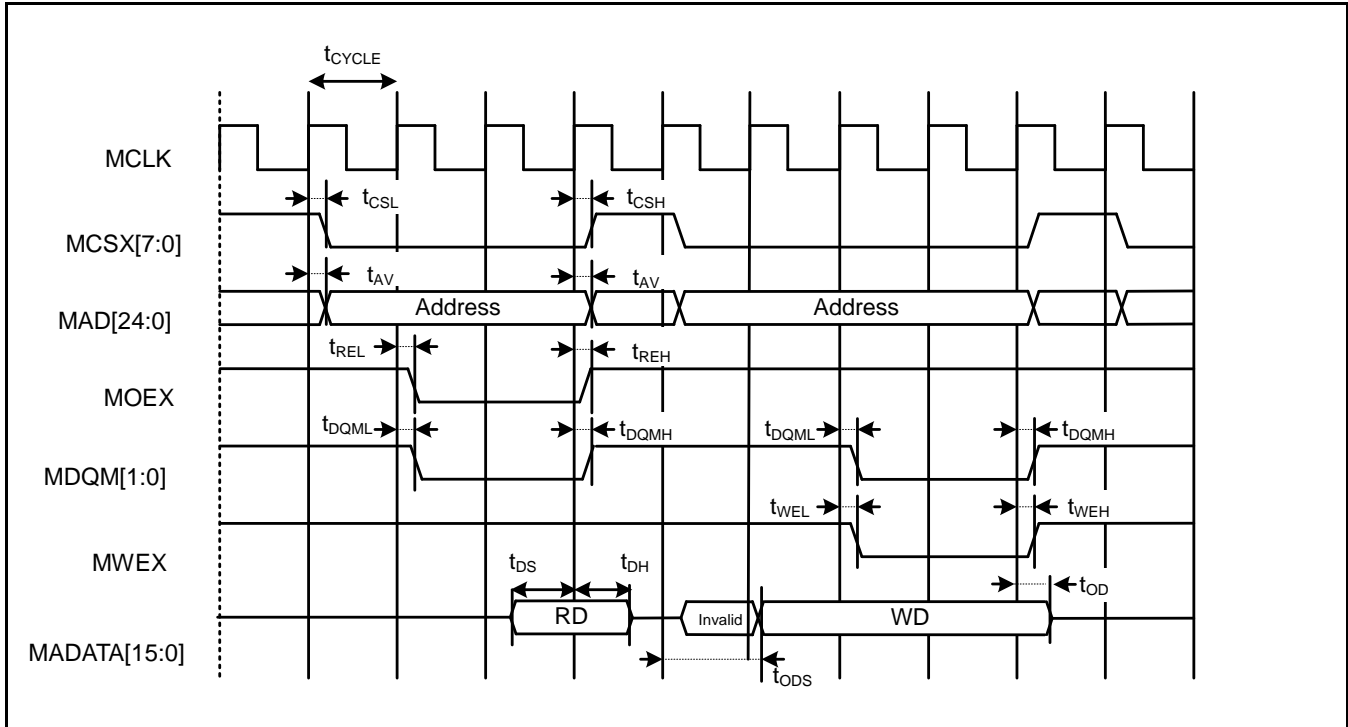 tCYCLE
MCLK
tCSL tCSH
MCSX[7:0]
tAV tAV
MAD[24:0] Address Address
tREL tREH
MOEX
tDQML tDQMH tDQML tDQMH
MDQM[1:0]
tWEL tWEH
MWEX
tDS tDH tOD
RD Invalid WD
MADATA[15:0]
tODS